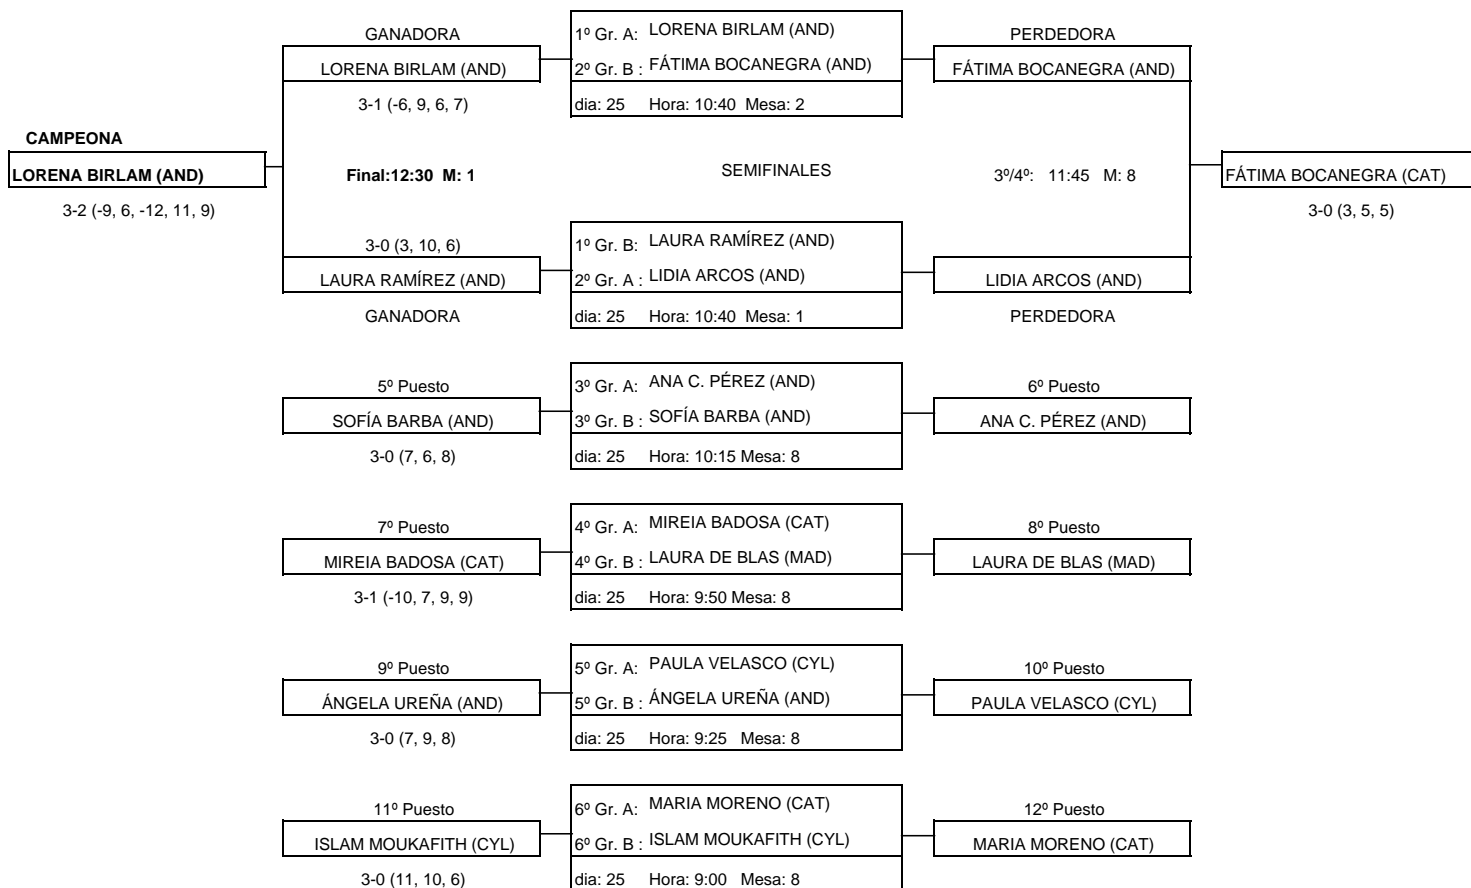 GANADORA
1º Gr. A: LORENA BIRLAM (AND)
PERDEDORA
LORENA BIRLAM (AND)
2º Gr. B : FÁTIMA BOCANEGRA (AND)
FÁTIMA BOCANEGRA (AND)
3-1 (-6, 9, 6, 7)
dia: 25 Hora: 10:40 Mesa: 2
CAMPEONA
LORENA BIRLAM (AND)
Final:12:30 M: 1
SEMIFINALES
3º/4º: 11:45 M: 8
FÁTIMA BOCANEGRA (CAT)
3-2 (-9, 6, -12, 11, 9)
3-0 (3, 5, 5)
3-0 (3, 10, 6)
1º Gr. B: LAURA RAMÍREZ (AND)
LAURA RAMÍREZ (AND)
2º Gr. A : LIDIA ARCOS (AND)
LIDIA ARCOS (AND)
GANADORA
dia: 25 Hora: 10:40 Mesa: 1
PERDEDORA
5º Puesto
3º Gr. A: ANA C. PÉREZ (AND)
6º Puesto
SOFÍA BARBA (AND)
3º Gr. B : SOFÍA BARBA (AND)
ANA C. PÉREZ (AND)
3-0 (7, 6, 8)
dia: 25 Hora: 10:15 Mesa: 8
7º Puesto
4º Gr. A: MIREIA BADOSA (CAT)
8º Puesto
MIREIA BADOSA (CAT)
4º Gr. B : LAURA DE BLAS (MAD)
LAURA DE BLAS (MAD)
3-1 (-10, 7, 9, 9)
dia: 25 Hora: 9:50 Mesa: 8
9º Puesto
5º Gr. A: PAULA VELASCO (CYL)
10º Puesto
ÁNGELA UREÑA (AND)
5º Gr. B : ÁNGELA UREÑA (AND)
PAULA VELASCO (CYL)
3-0 (7, 9, 8)
dia: 25 Hora: 9:25 Mesa: 8
11º Puesto
6º Gr. A: MARIA MORENO (CAT)
12º Puesto
ISLAM MOUKAFITH (CYL)
6º Gr. B : ISLAM MOUKAFITH (CYL)
MARIA MORENO (CAT)
3-0 (11, 10, 6)
dia: 25 Hora: 9:00 Mesa: 8